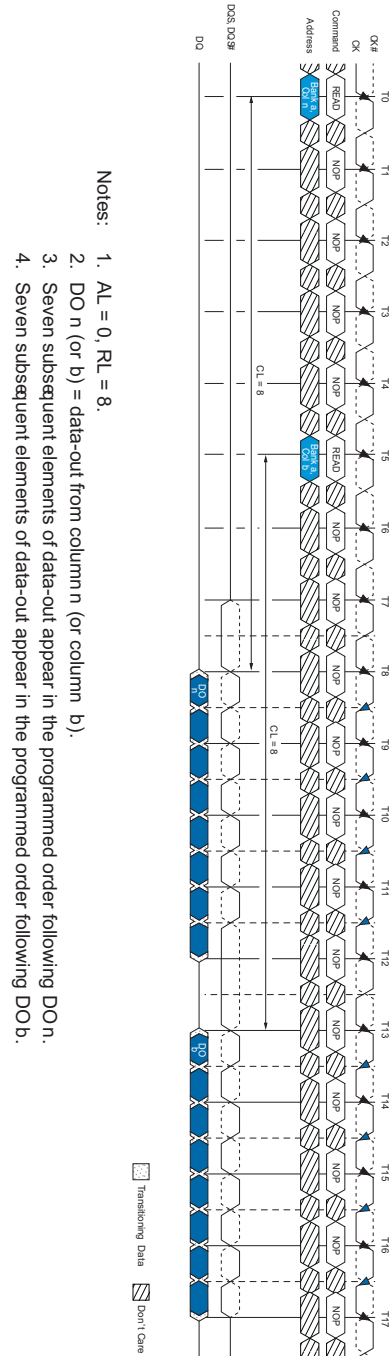 T0 T1 T2 T3 T4 T5 T6 T7 T8 T9 T10 T11 T12 T13 T14 T15 T16 T17
CK#
CK
Command READ NOP NOP NOP NOP READ NOP NOP NOP NOP NOP NOP NOP NOP NOP NOP NOP NOP
Address Bank a, Col n Bank a, Col b
CL = 8
CL = 8
DQS, DQS#
DQ DO n DO b
Transitioning Data Don't Care
Notes: 1. AL = 0, RL = 8.
2. DO n (or b) = data-out from column n (or column b).
3. Seven subsequent elements of data-out appear in the programmed order following DO n.
4. Seven subsequent elements of data-out appear in the programmed order following DO b.